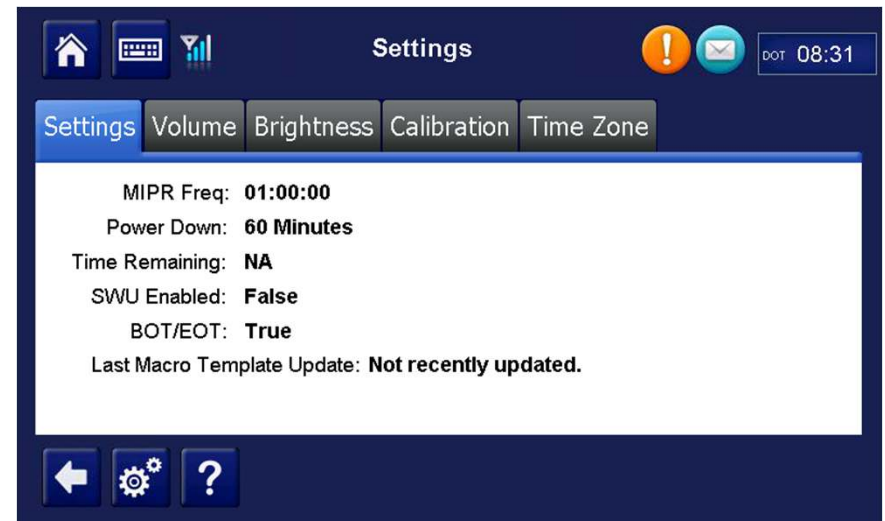 Settings
DOT 08:31
Settings Volume Brightness Calibration Time Zone
MIPR Freq: 01:00:00
Power Down: 60 Minutes
Time Remaining: NA
SWU Enabled: False
BOT/EOT: True
Last Macro Template Update: Not recently updated.
?